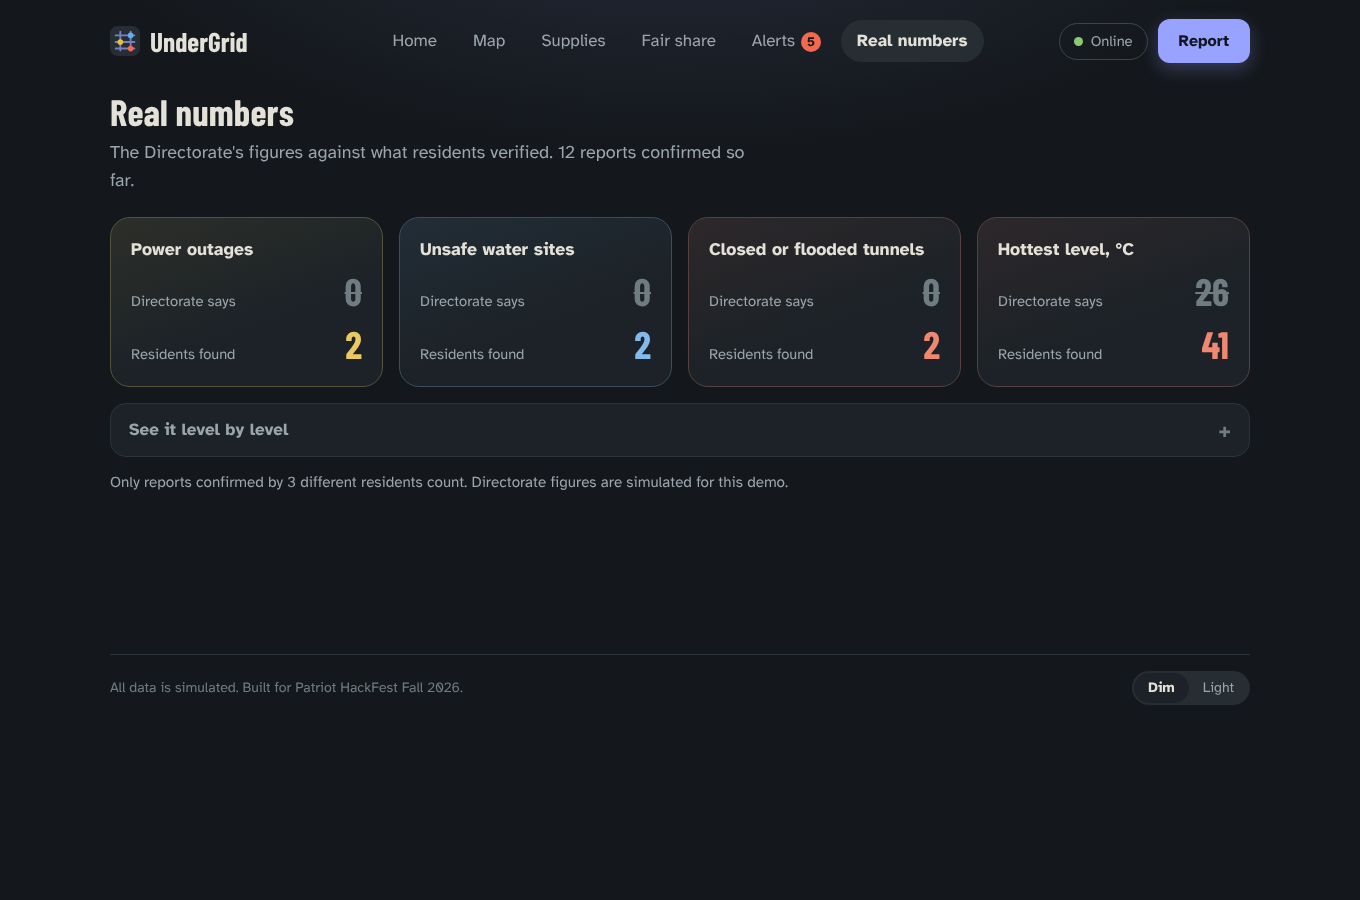 UnderGrid
Home
Map
Supplies
Fair share
Alerts 5
Real numbers
Online
Report
Real numbers
The Directorate's figures against what residents verified. 12 reports confirmed so
far.
Power outages
Directorate says 0
Residents found 2
Unsafe water sites
Directorate says 0
Residents found 2
Closed or flooded tunnels
Directorate says 0
Residents found 2
Hottest level, °C
Directorate says 26
Residents found 41
See it level by level +
Only reports confirmed by 3 different residents count. Directorate figures are simulated for this demo.
All data is simulated. Built for Patriot HackFest Fall 2026.
Dim
Light